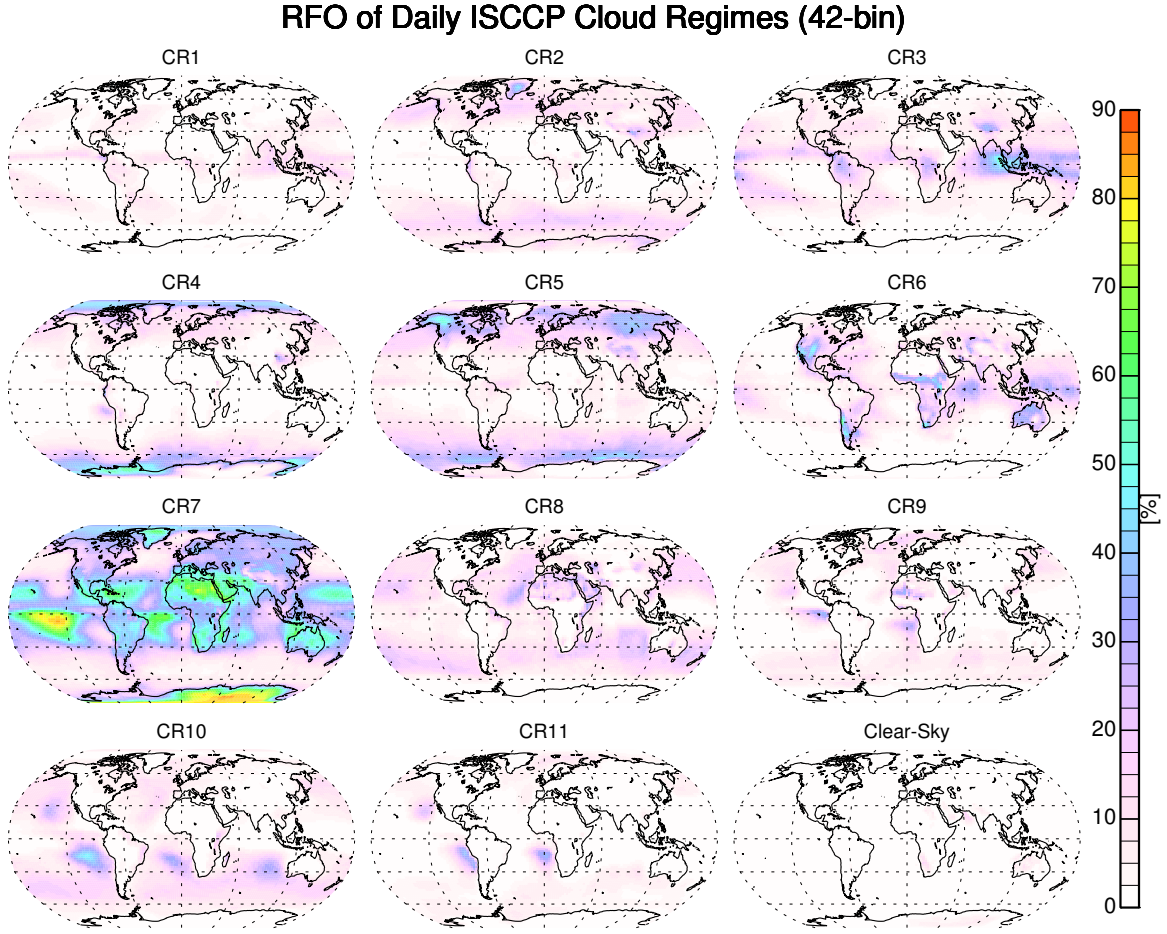 RFO of Daily ISCCP Cloud Regimes (42-bin)
CR1
CR2
CR3
CR4
CR5
CR6
CR7
CR8
CR9
CR10
CR11
Clear-Sky
90
80
70
60
50
40
30
20
10
0
[%]